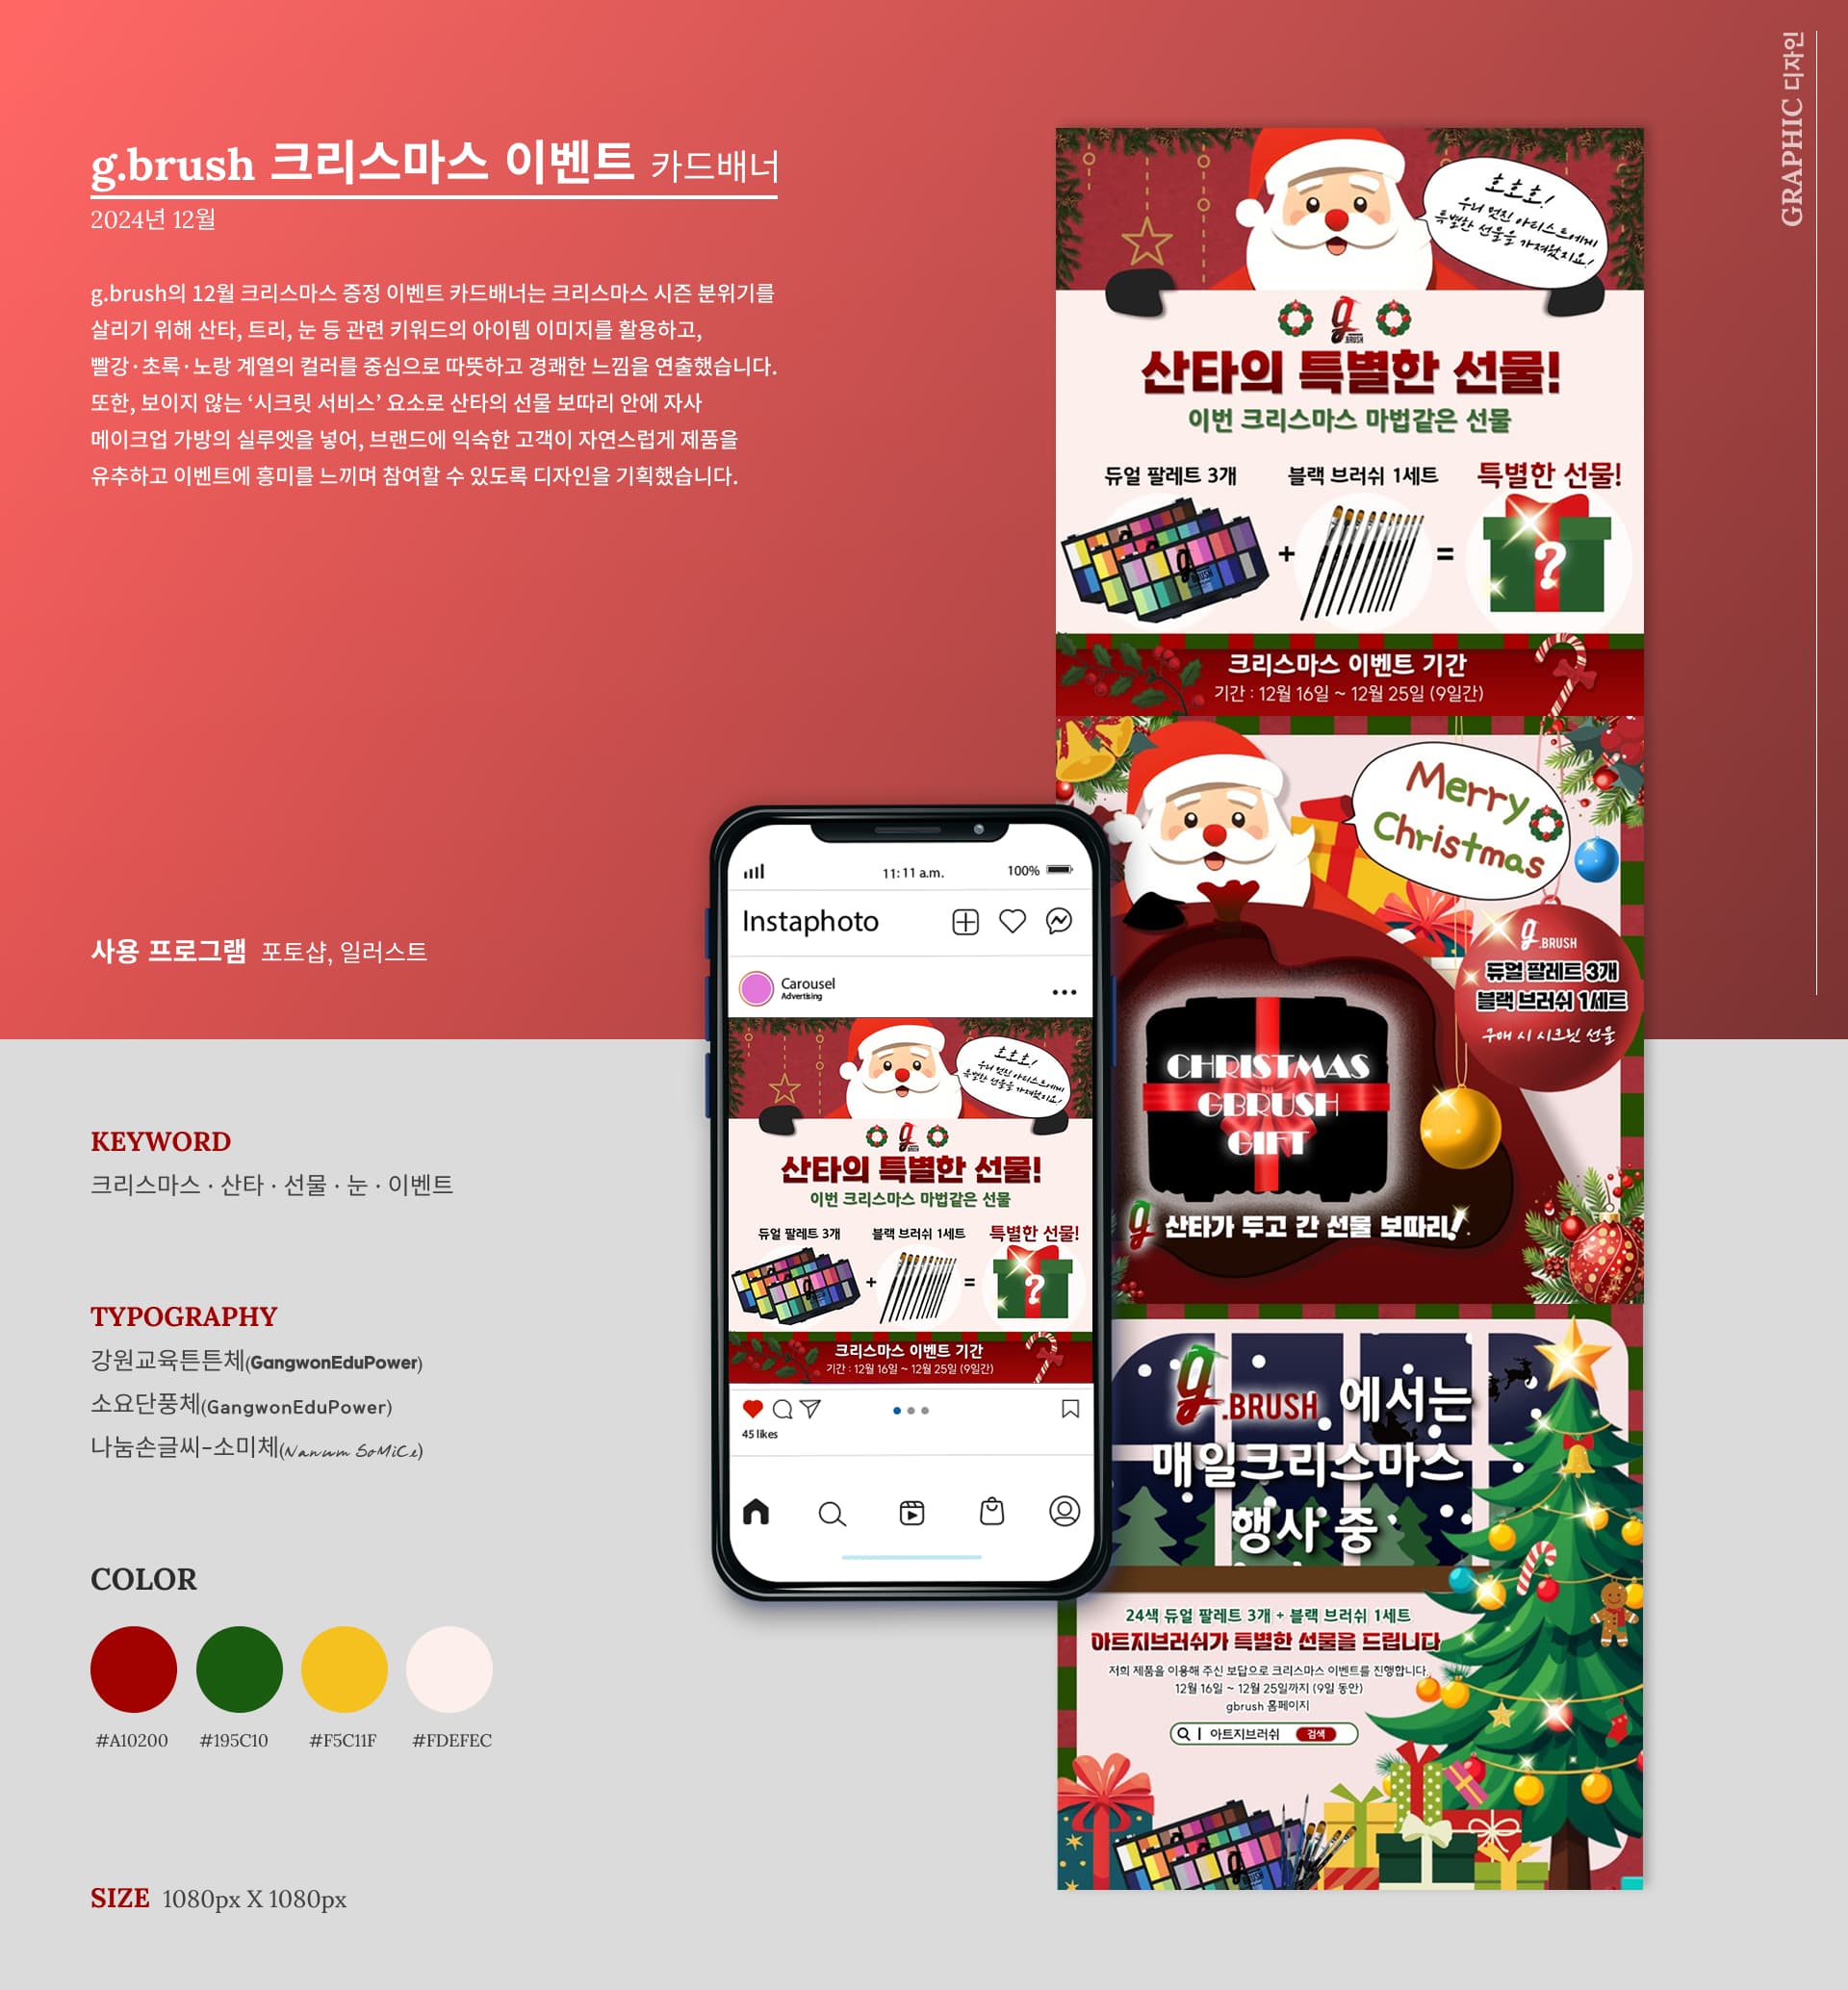 GRAPHIC 디자인
g.brush 크리스마스 이벤트 카드배너
2024년 12월
g.brush의 12월 크리스마스 증정 이벤트 카드배너는 크리스마스 시즌 분위기를
살리기 위해 산타, 트리, 눈 등 관련 키워드의 아이템 이미지를 활용하고,
빨강·초록·노랑 계열의 컬러를 중심으로 따뜻하고 경쾌한 느낌을 연출했습니다.
또한, 보이지 않는 ‘시크릿 서비스’ 요소로 산타의 선물 보따리 안에 자사
메이크업 가방의 실루엣을 넣어, 브랜드에 익숙한 고객이 자연스럽게 제품을
유추하고 이벤트에 흥미를 느끼며 참여할 수 있도록 디자인을 기획했습니다.
사용 프로그램 포토샵, 일러스트
KEYWORD
크리스마스 · 산타 · 선물 · 눈 · 이벤트
TYPOGRAPHY
강원교육튼튼체(GangwonEduPower)
소요단풍체(GangwonEduPower)
나눔손글씨-소미체(Nanum SoMiCe)
COLOR
#A10200 #195C10 #F5C11F #FDEFEC
SIZE 1080px X 1080px
11:11 a.m. 100%
Instaphoto
Carousel
Advertising
호호호!
우리 멋진 아티스트에게
특별한 선물을 가져왔지요!
g BRUSH
산타의 특별한 선물!
이번 크리스마스 마법같은 선물
듀얼 팔레트 3개 블랙 브러쉬 1세트 특별한 선물!
+ = ?
크리스마스 이벤트 기간
기간 : 12월 16일 ~ 12월 25일 (9일간)
45 likes
호호호!
우리 멋진 아티스트에게
특별한 선물을 가져왔지요!
g BRUSH
산타의 특별한 선물!
이번 크리스마스 마법같은 선물
듀얼 팔레트 3개 블랙 브러쉬 1세트 특별한 선물!
+ = ?
크리스마스 이벤트 기간
기간 : 12월 16일 ~ 12월 25일 (9일간)
Merry
Christmas
g.BRUSH
듀얼 팔레트 3개
블랙 브러쉬 1세트
구매 시 시크릿 선물
CHRISTMAS
GBRUSH
GIFT
g 산타가 두고 간 선물 보따리!
g.BRUSH 에서는
매일크리스마스
행사 중
24색 듀얼 팔레트 3개 + 블랙 브러쉬 1세트
아트지브러쉬가 특별한 선물을 드립니다
저희 제품을 이용해 주신 보답으로 크리스마스 이벤트를 진행합니다.
12월 16일 ~ 12월 25일까지 (9일 동안)
gbrush 홈페이지
아트지브러쉬 검색